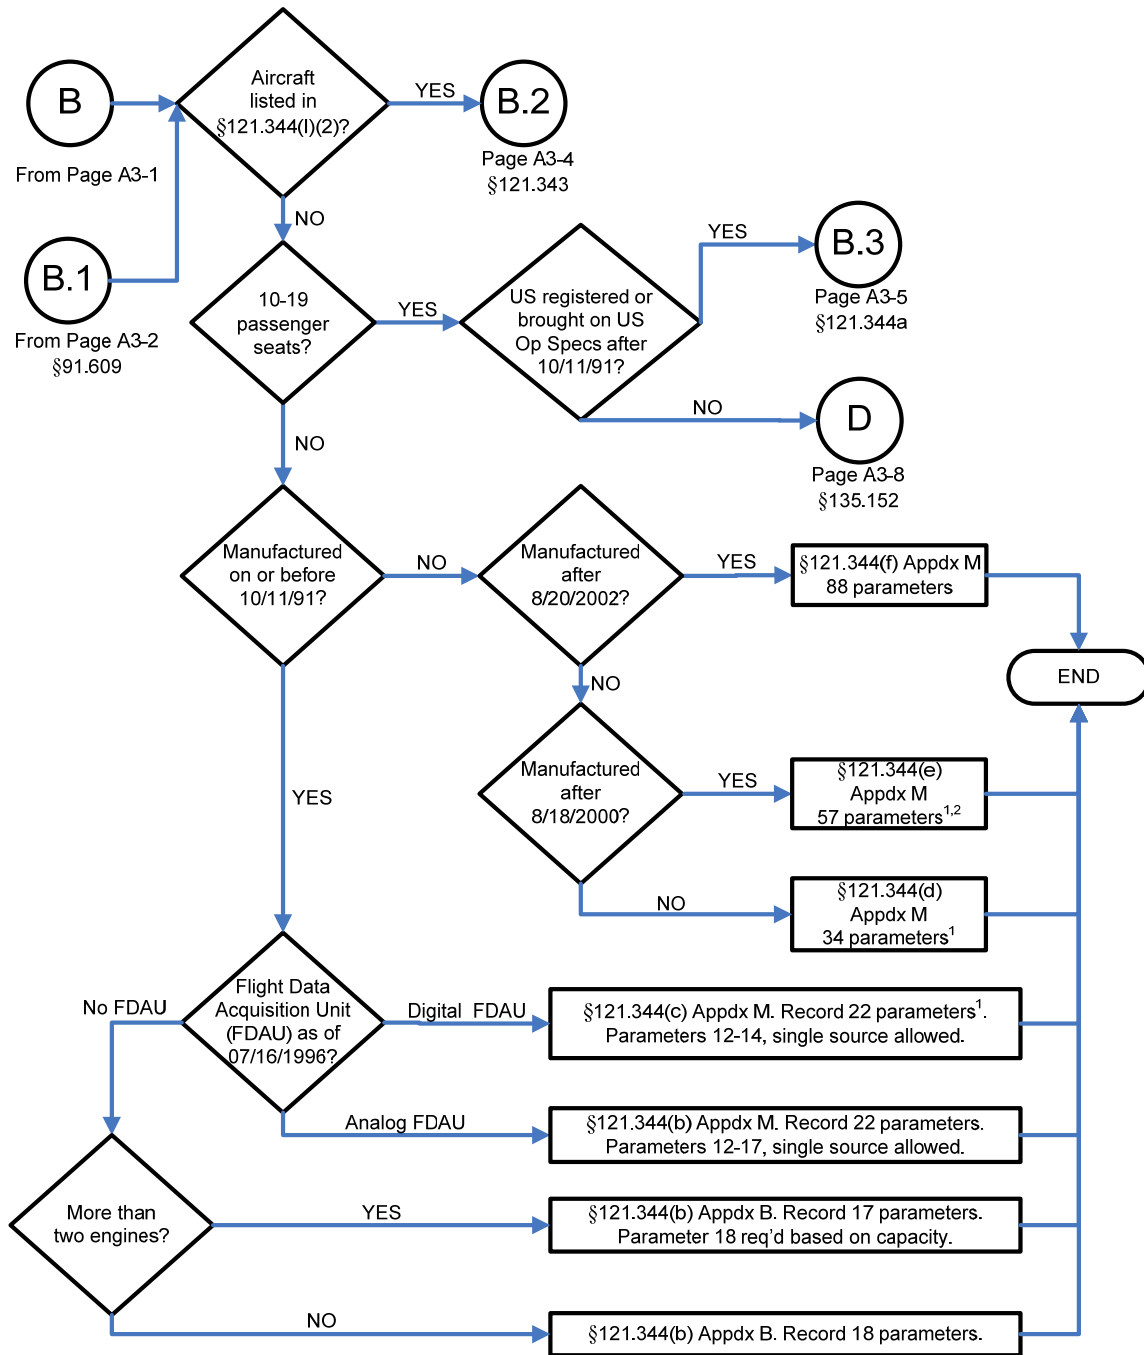 B
From Page A3-1
Aircraft
listed in
§121.344(l)(2)?
YES
B.2
Page A3-4
§121.343
NO
B.1
From Page A3-2
§91.609
10-19
passenger
seats?
YES
US registered or
brought on US
Op Specs after
10/11/91?
YES
B.3
Page A3-5
§121.344a
NO
D
Page A3-8
§135.152
NO
Manufactured
on or before
10/11/91?
NO
Manufactured
after
8/20/2002?
YES
§121.344(f) Appdx M
88 parameters
END
NO
Manufactured
after
8/18/2000?
YES
§121.344(e)
Appdx M
57 parameters¹,²
NO
§121.344(d)
Appdx M
34 parameters¹
YES
Flight Data
Acquisition Unit
(FDAU) as of
07/16/1996?
No FDAU
Digital FDAU
§121.344(c) Appdx M. Record 22 parameters¹.
Parameters 12-14, single source allowed.
Analog FDAU
§121.344(b) Appdx M. Record 22 parameters.
Parameters 12-17, single source allowed.
More than
two engines?
YES
§121.344(b) Appdx B. Record 17 parameters.
Parameter 18 req'd based on capacity.
NO
§121.344(b) Appdx B. Record 18 parameters.